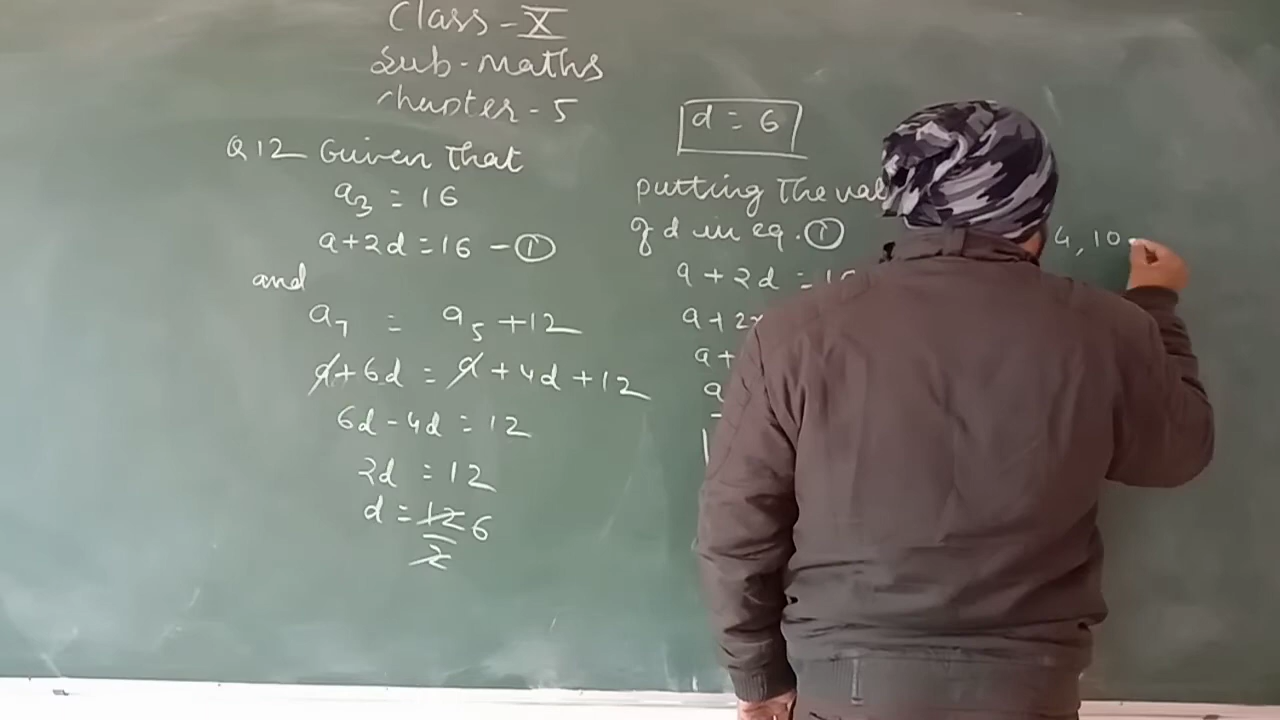 Class - X
Sub - Maths
Chapter - 5
Q 12 Given That
a₃ = 16
a + 2d = 16 - ①
and
a₇ = a₅ + 12
a + 6d = a + 4d + 12
6d - 4d = 12
2d = 12
d = 12/2 6
d = 6
putting The
of d in eq. ①
a + 2d = 16
a + 2
a +
a
4, 10